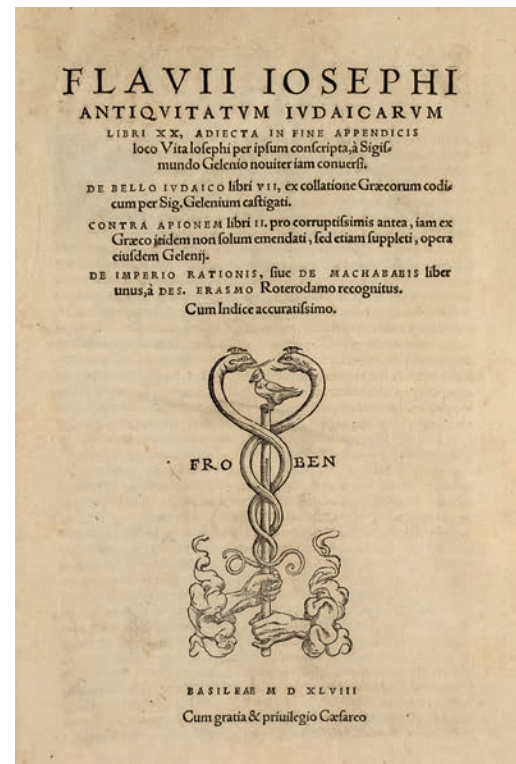 FLAVII IOSEPHI
ANTIQVITATVM IVDAICARVM
LIBRI XX, ADIECTA IN FINE APPENDICIS
loco Vita Iosephi per ipsum conscripta, à Sigis-
mundo Gelenio nouiter iam conuersi.
DE BELLO IVDAICO libri VII, ex collatione Græcorum codi-
cum per Sig. Gelenium castigati.
CONTRA APIONEM libri II. pro corruptissimis antea, iam ex
Græco itidem non solum emendati, sed etiam suppleti, opera
eiusdem Gelenij.
DE IMPERIO RATIONIS, siue DE MACHABAEIS liber
unus, à DES. ERASMO Roterodamo recognitus.
Cum Indice accuratissimo.
FRO BEN
BASILEAE M D XLVIII
Cum gratia & priuilegio Cæsareo